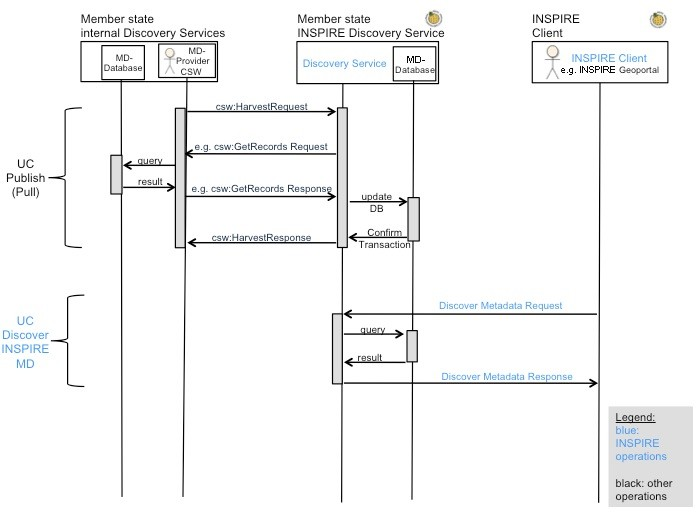 Member state
internal Discovery Services
Member state
INSPIRE Discovery Service
INSPIRE
Client
MD-
Database
MD-
Provider
CSW
Discovery Service
MD-
Database
INSPIRE Client
e.g. INSPIRE Geoportal
UC
Publish
(Pull)
csw:HarvestRequest
e.g. csw:GetRecords Request
query
result
e.g. csw:GetRecords Response
update
DB
Confirm
Transaction
csw:HarvestResponse
UC
Discover
INSPIRE
MD
Discover Metadata Request
query
result
Discover Metadata Response
Legend:
blue:
INSPIRE
operations
black: other
operations